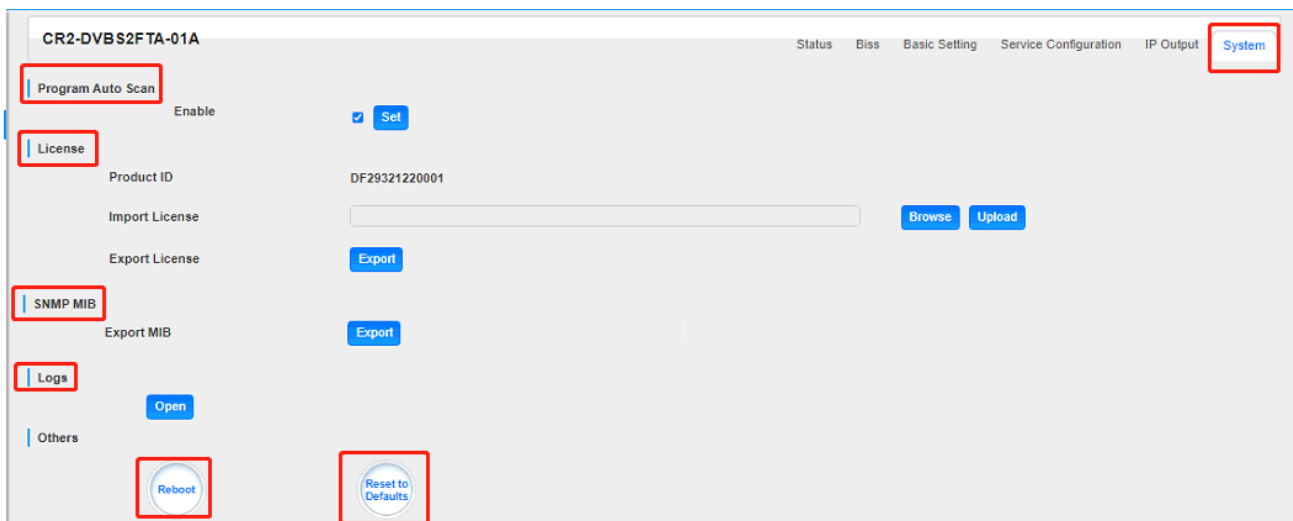 CR2-DVBS2FTA-01A
Status Biss Basic Setting Service Configuration IP Output System
Program Auto Scan
Enable Set
License
Product ID DF29321220001
Import License Browse Upload
Export License Export
SNMP MIB
Export MIB Export
Logs
Open
Others
Reboot Reset to
Defaults